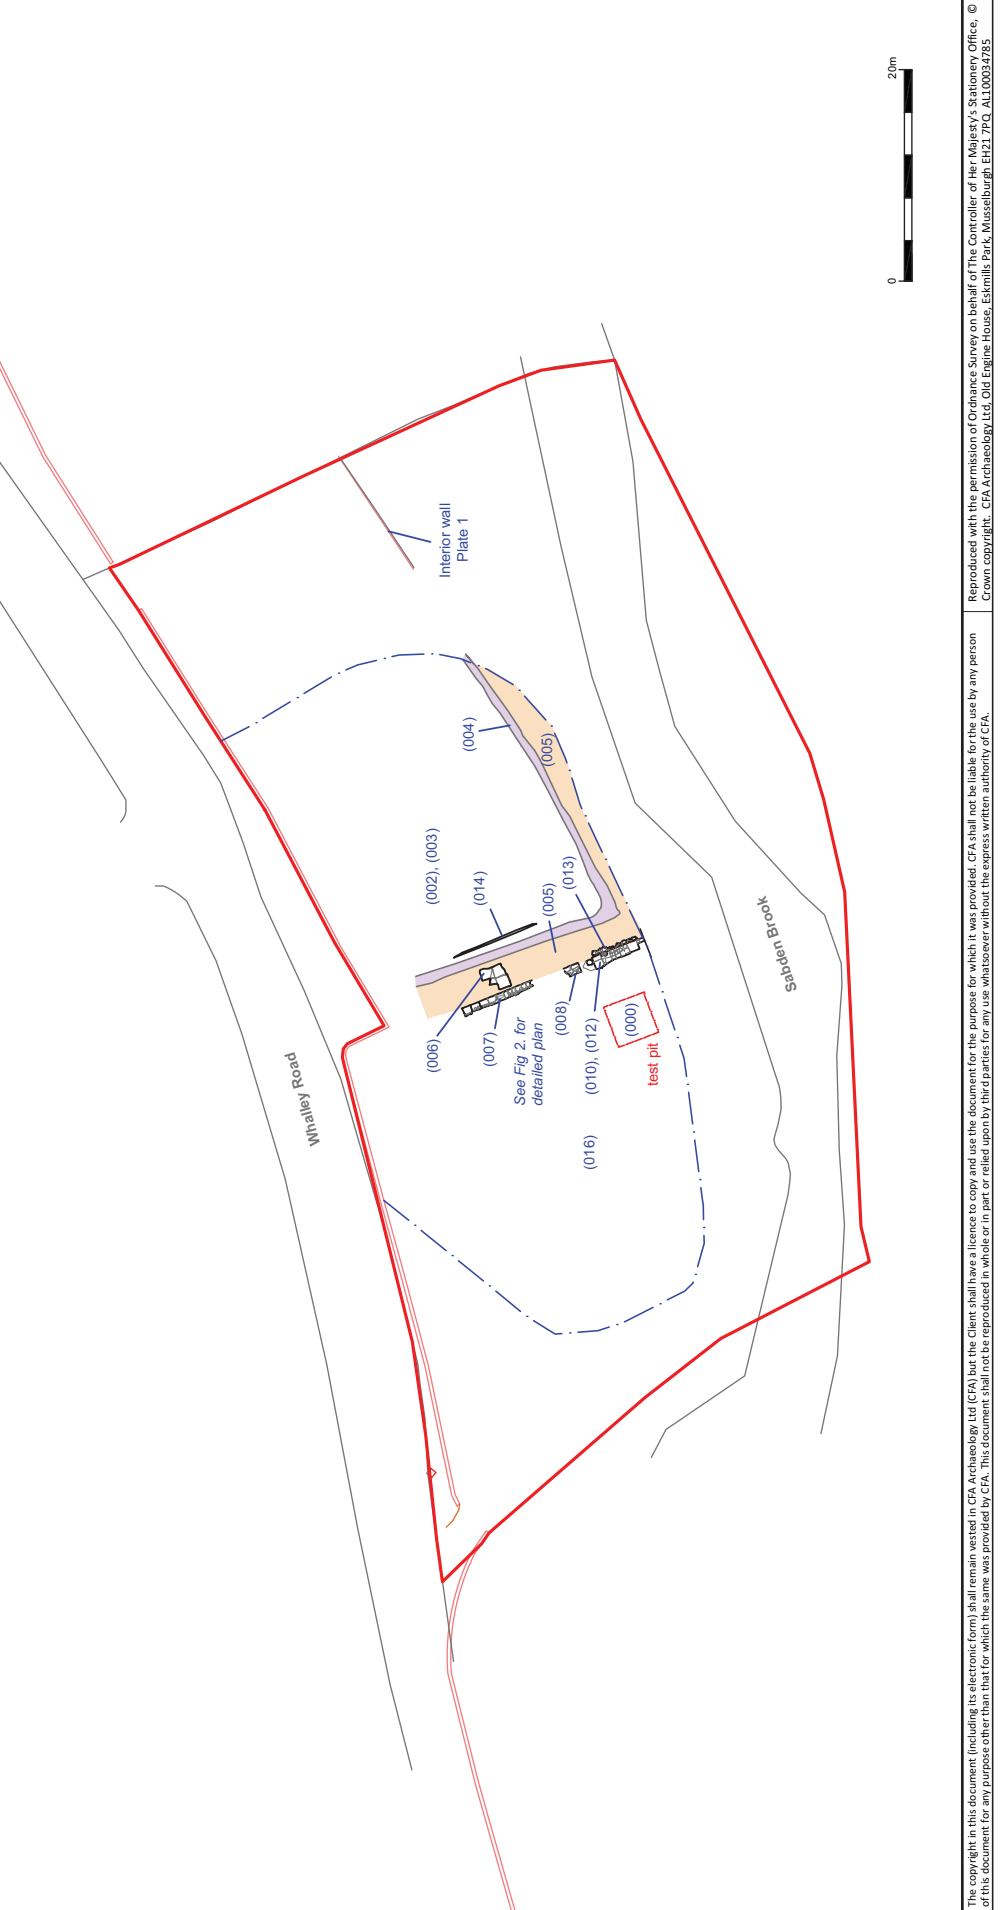 Whalley Road
Interior wall
Plate 1
(004)
(005)
(002), (003)
(014)
(005)
(013)
(006)
(007)
See Fig 2. for
detailed plan
(008)
(010), (012)
(000)
test pit
(016)
Sabden Brook
0
20m
The copyright in this document (including its electronic form) shall remain vested in CFA Archaeology Ltd (CFA) but the Client shall have a licence to copy and use the document for the purpose for which it was provided. CFA shall not be liable for the use by any person
of this document for any purpose other than that for which the same was provided by CFA. This document shall not be reproduced in whole or in part or relied upon by third parties for any use whatsoever without the express written authority of CFA.
Reproduced with the permission of Ordnance Survey on behalf of The Controller of Her Majesty's Stationery Office, ©
Crown copyright. CFA Archaeology Ltd, Old Engine House, Eskmills Park, Musselburgh EH21 7PQ AL100034785